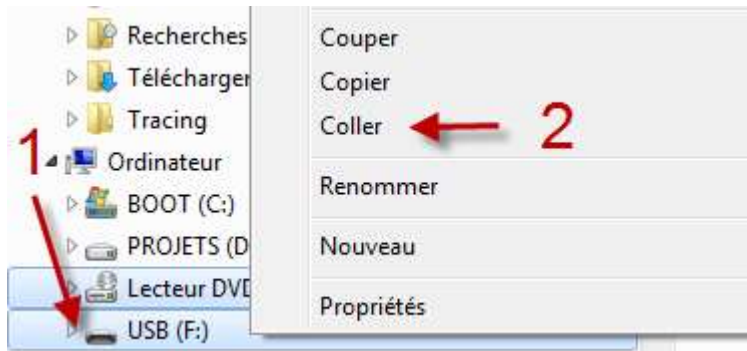 Recherches
Télécharger
Tracing
1
Ordinateur
BOOT (C:)
PROJETS (D
Lecteur DVD
USB (F:)
Couper
Copier
Coller
2
Renommer
Nouveau
Propriétés